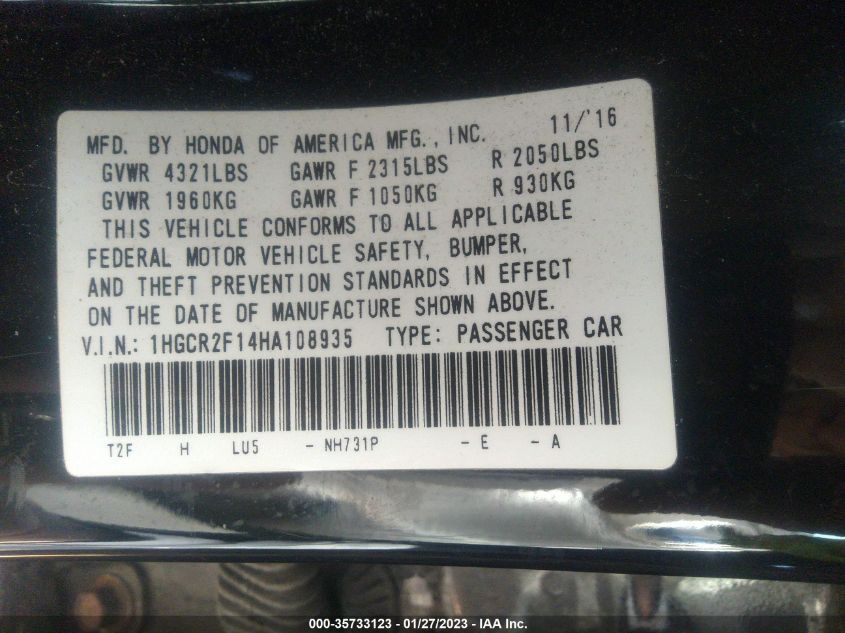 MFD. BY HONDA OF AMERICA MFG., INC. 11/'16
GVWR 4321LBS GAWR F 2315LBS R 2050LBS
GVWR 1960KG GAWR F 1050KG R 930KG
THIS VEHICLE CONFORMS TO ALL APPLICABLE
FEDERAL MOTOR VEHICLE SAFETY, BUMPER,
AND THEFT PREVENTION STANDARDS IN EFFECT
ON THE DATE OF MANUFACTURE SHOWN ABOVE.
V.I.N.: 1HGCR2F14HA108935 TYPE: PASSENGER CAR
T2F H LU5 - NH731P - E - A
000-35733123 - 01/27/2023 - IAA Inc.